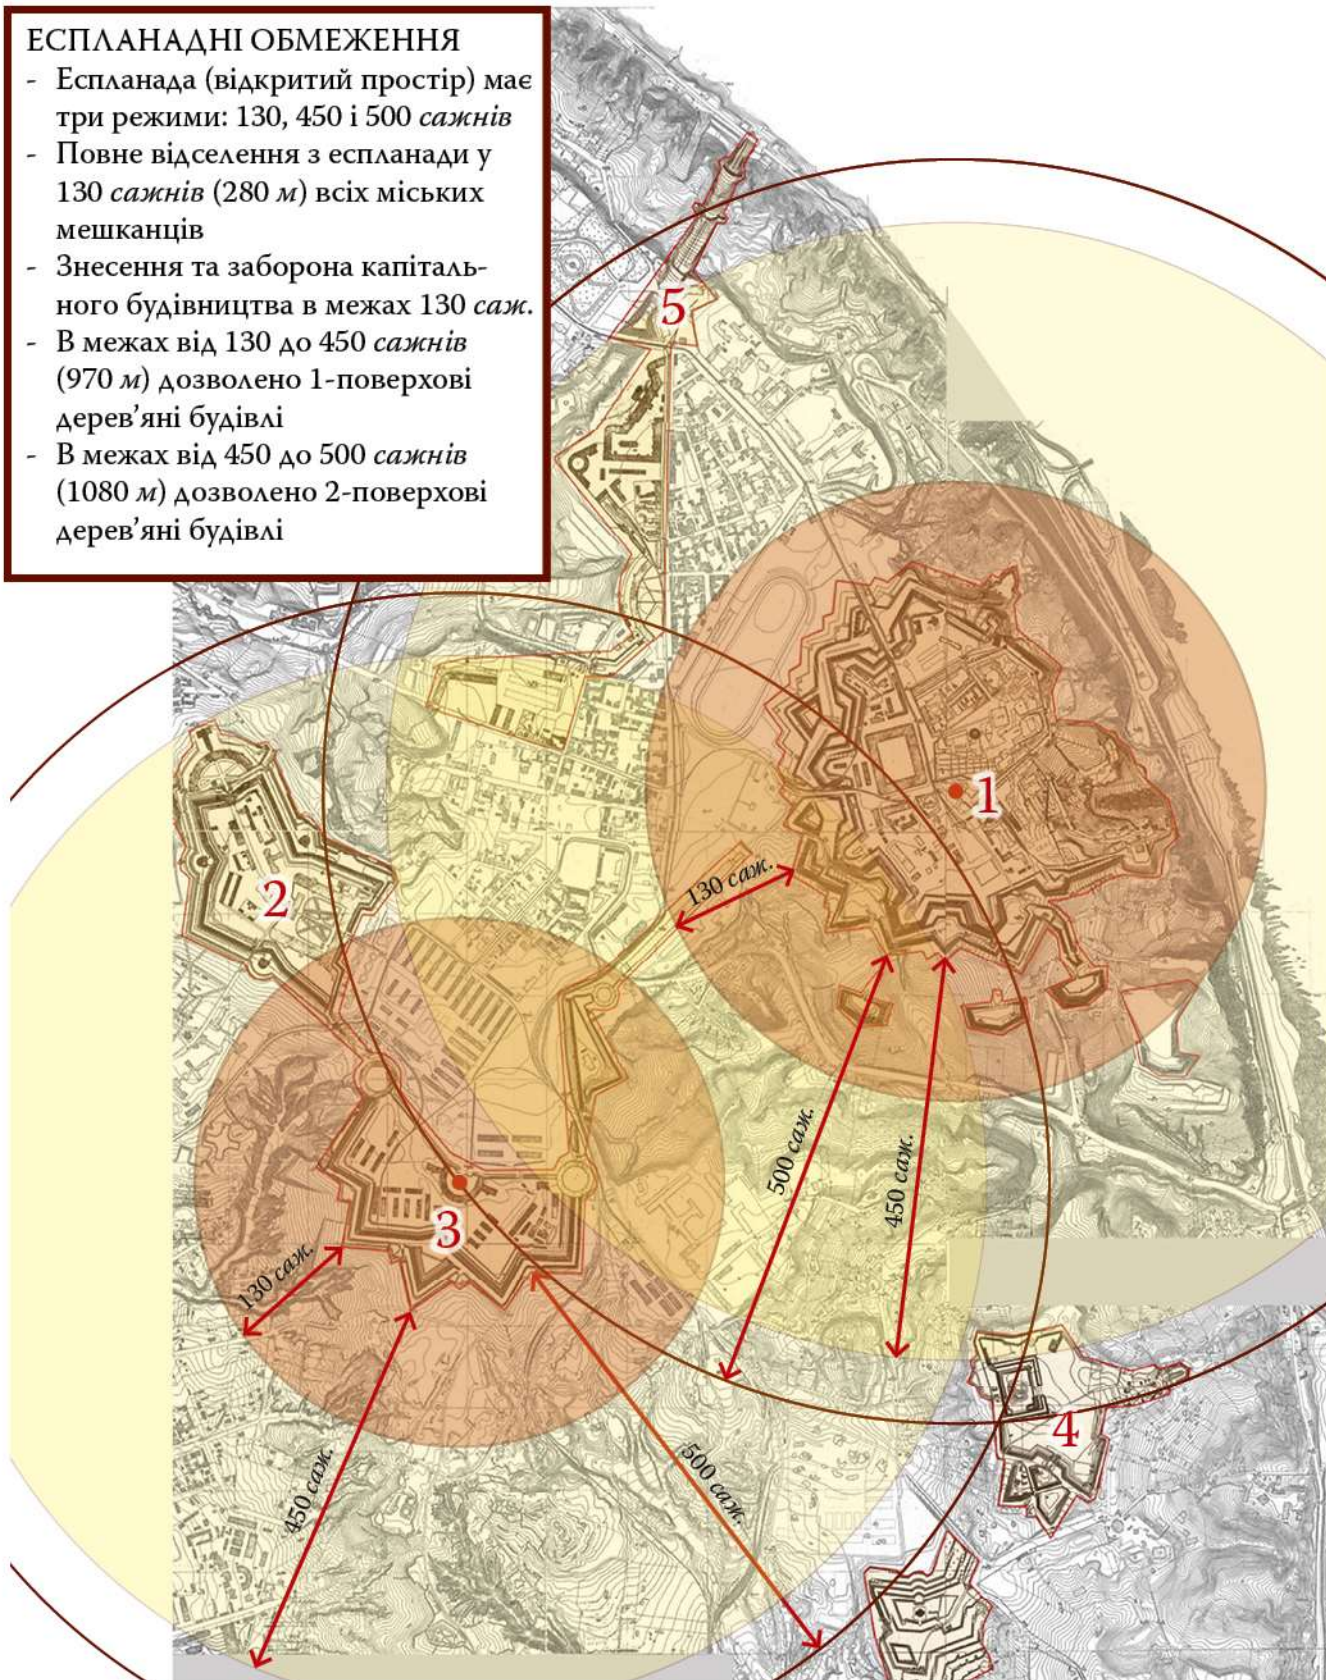 ЕСПЛАНАДНІ ОБМЕЖЕННЯ
- Еспланада (відкритий простір) має
три режими: 130, 450 і 500 сажнів
- Повне відселення з еспланади у
130 сажнів (280 м) всіх міських
мешканців
- Знесення та заборона капіталь-
ного будівництва в межах 130 саж.
- В межах від 130 до 450 сажнів
(970 м) дозволено 1-поверхові
дерев’яні будівлі
- В межах від 450 до 500 сажнів
(1080 м) дозволено 2-поверхові
дерев’яні будівлі
5
1
2
130 саж.
500 саж.
450 саж.
3
130 саж.
4
450 саж.
500 саж.